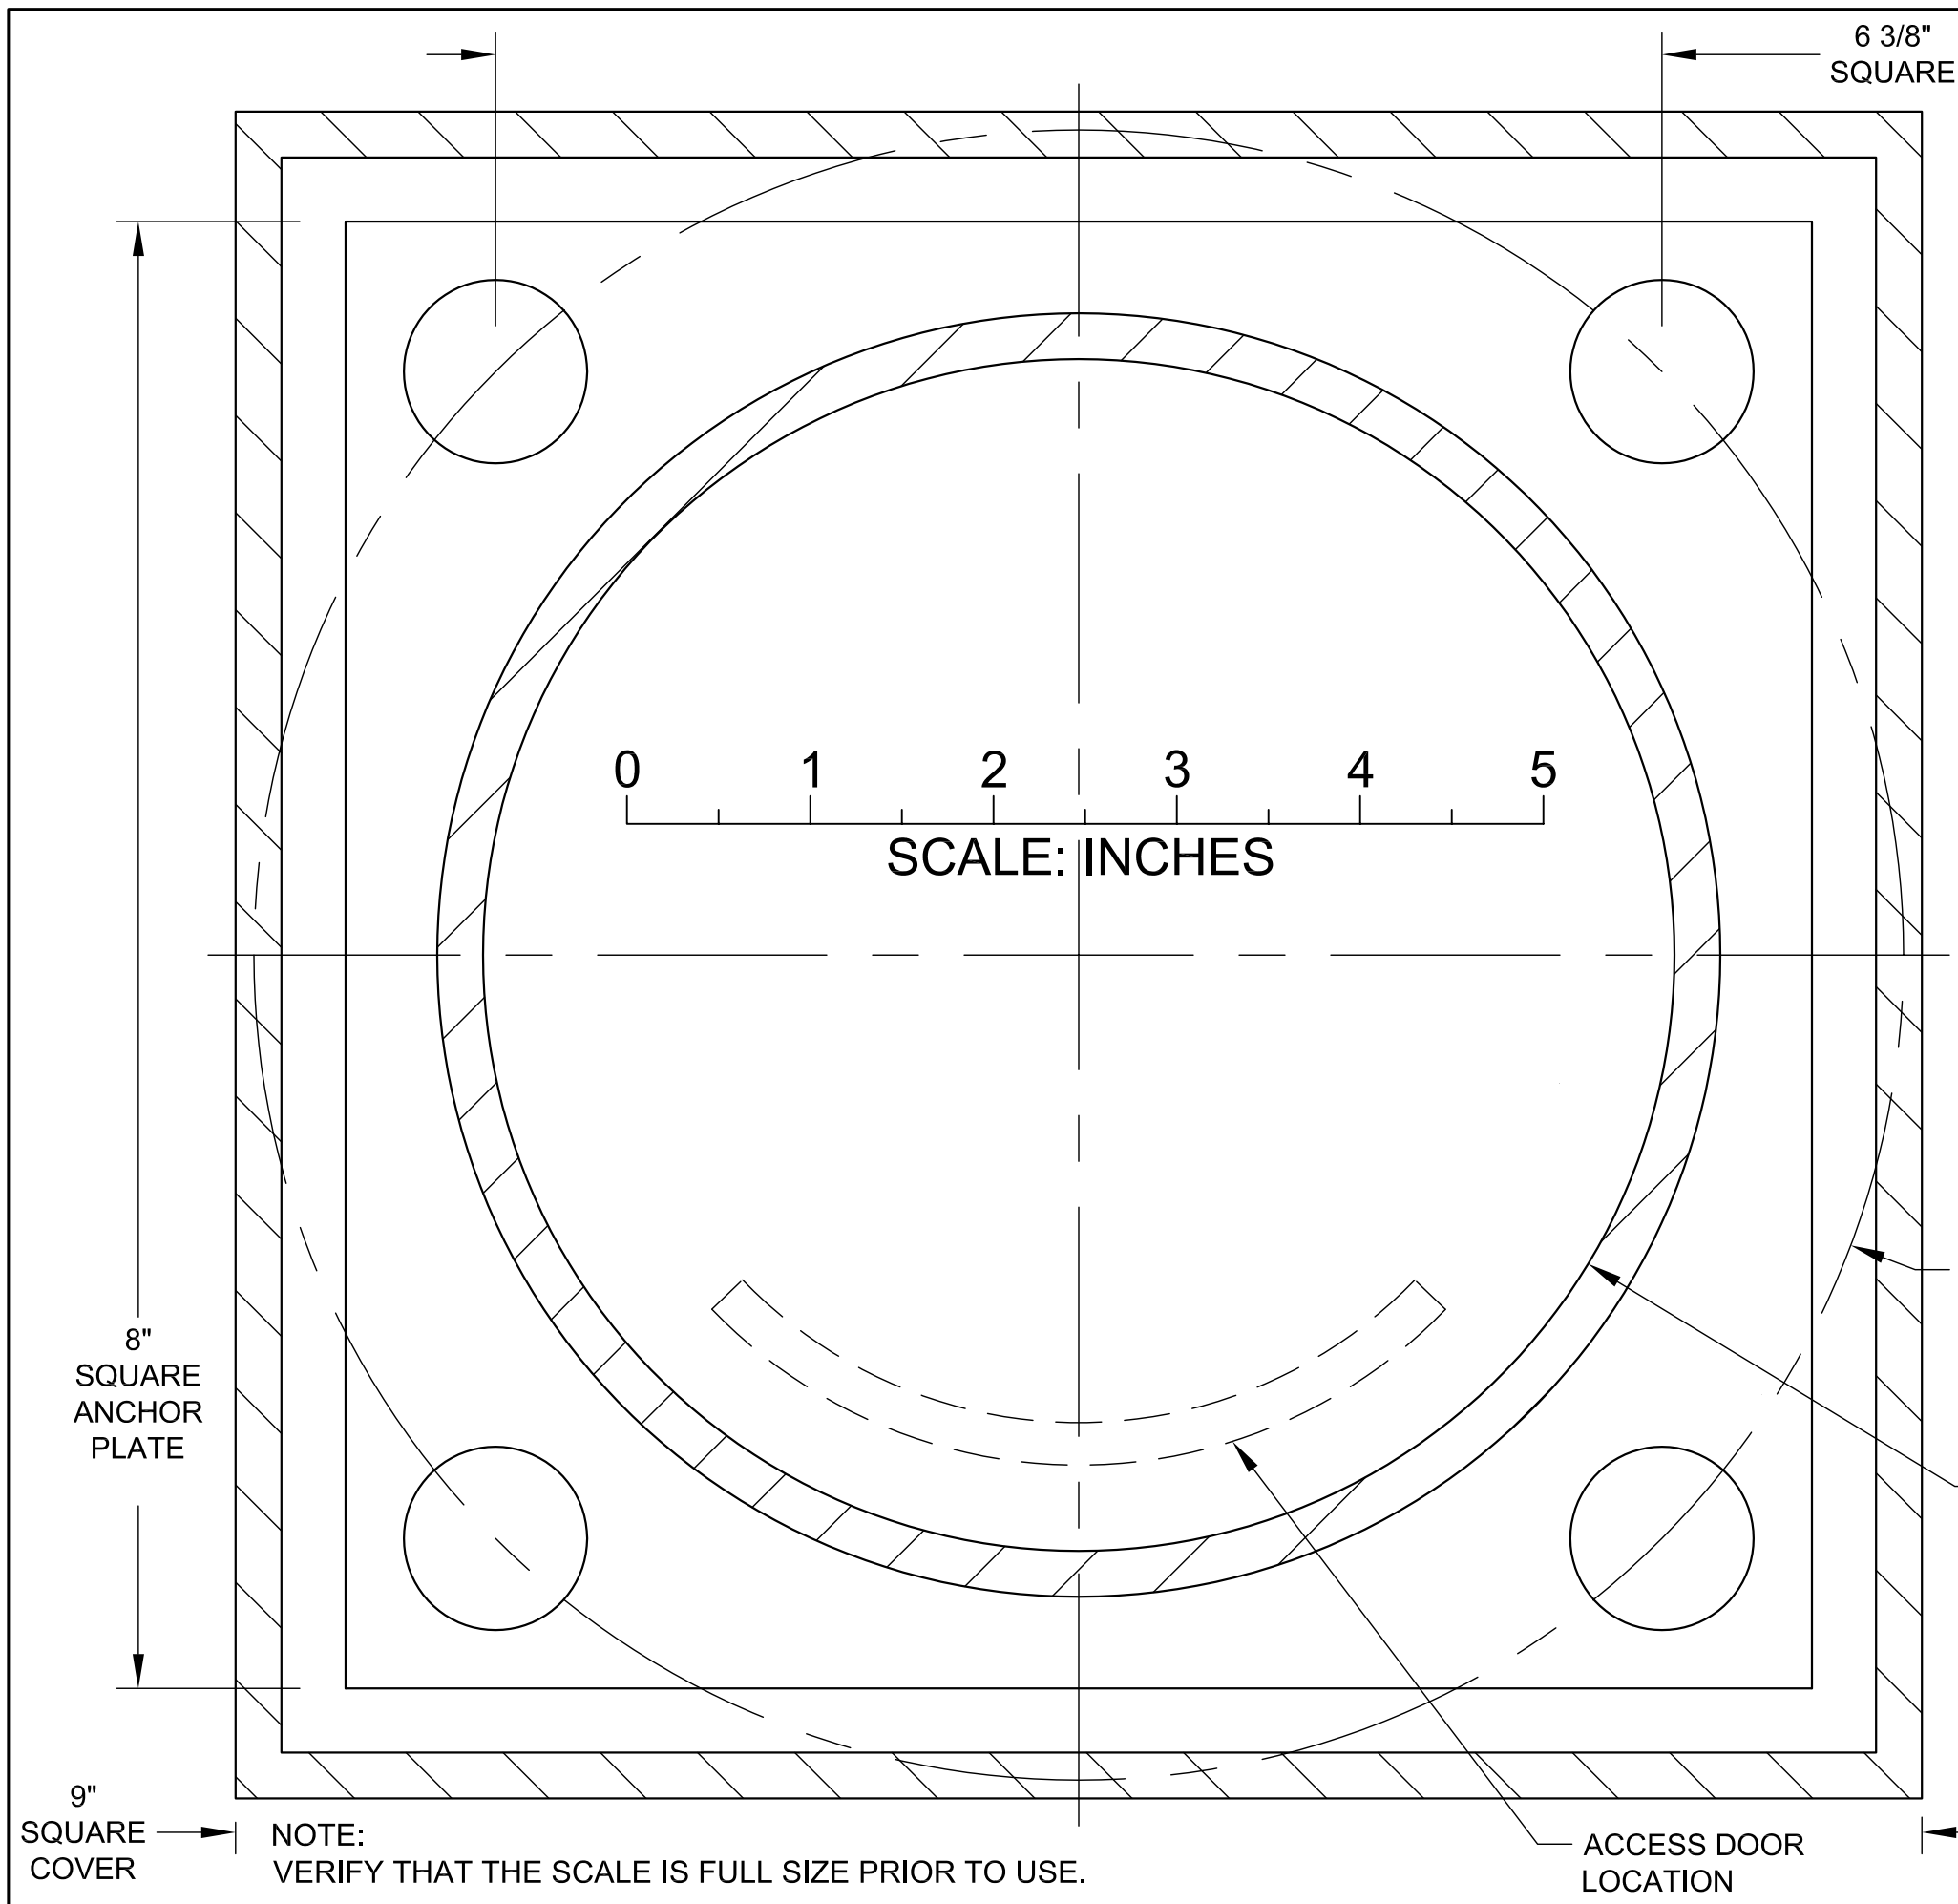 6 3/8"
SQUARE
0 1 2 3 4 5
SCALE: INCHES
8"
SQUARE
ANCHOR
PLATE
9"
SQUARE
COVER
NOTE:
VERIFY THAT THE SCALE IS FULL SIZE PRIOR TO USE.
ACCESS DOOR
LOCATION